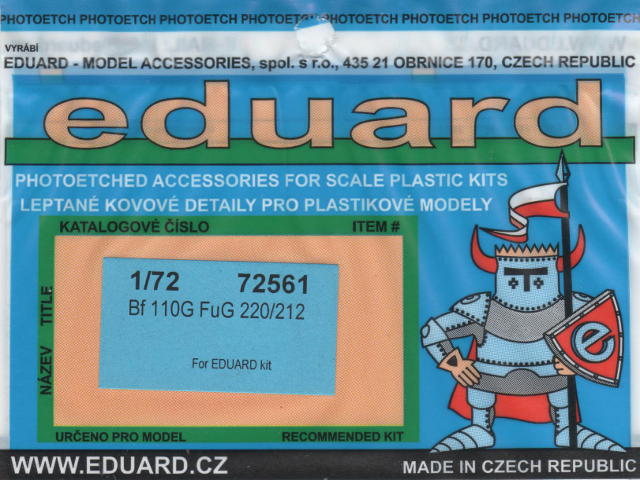 PHOTOETCH PHOTOETCH PHOTOETCH PHOTOETCH PHOTOETCH PHOTOETCH PHOTOETCH PHOTOETCH
VYRÁBÍ
EDUARD - MODEL ACCESSORIES, spol. s r.o., 435 21 OBRNICE 170, CZECH REPUBLIC
eduard
PHOTOETCHED ACCESSORIES FOR SCALE PLASTIC KITS
LEPTANÉ KOVOVÉ DETAILY PRO PLASTIKOVÉ MODELY
KATALOGOVÉ ČÍSLO ITEM #
NÁZEV TITLE
1/72 72561
Bf 110G FuG 220/212
For EDUARD kit
e
URČENO PRO MODEL RECOMMENDED KIT
WWW.EDUARD.CZ MADE IN CZECH REPUBLIC